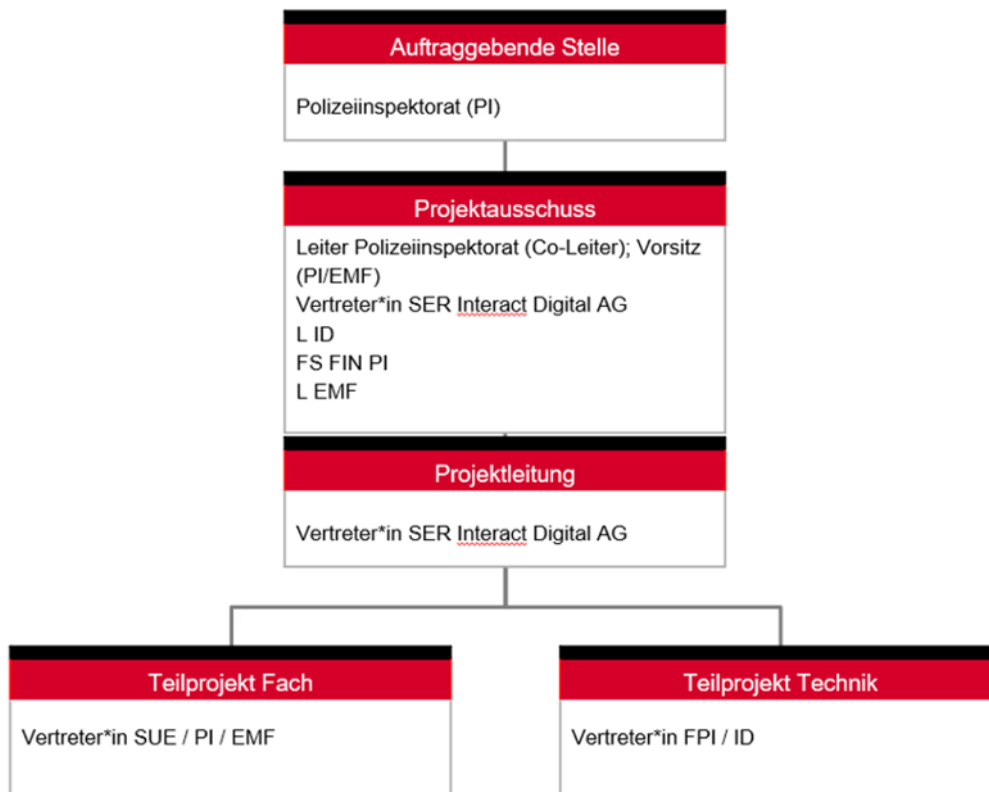 Auftraggebende Stelle
Polizeiinspektorat (PI)
Projektausschuss
Leiter Polizeiinspektorat (Co-Leiter); Vorsitz
(PI/EMF)
Vertreter*in SER Interact Digital AG
L ID
FS FIN PI
L EMF
Projektleitung
Vertreter*in SER Interact Digital AG
Teilprojekt Fach
Vertreter*in SUE / PI / EMF
Teilprojekt Technik
Vertreter*in FPI / ID